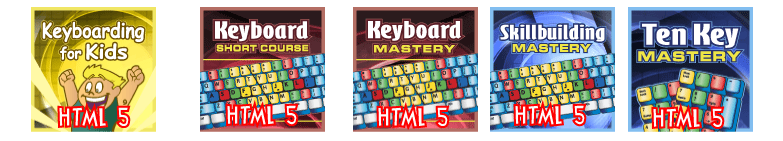 Keyboarding
for Kids
HTML 5
Keyboard
SHORT COURSE
HTML 5
Keyboard
MASTERY
HTML 5
Skillbuilding
MASTERY
HTML 5
Ten Key
MASTERY
HTML 5